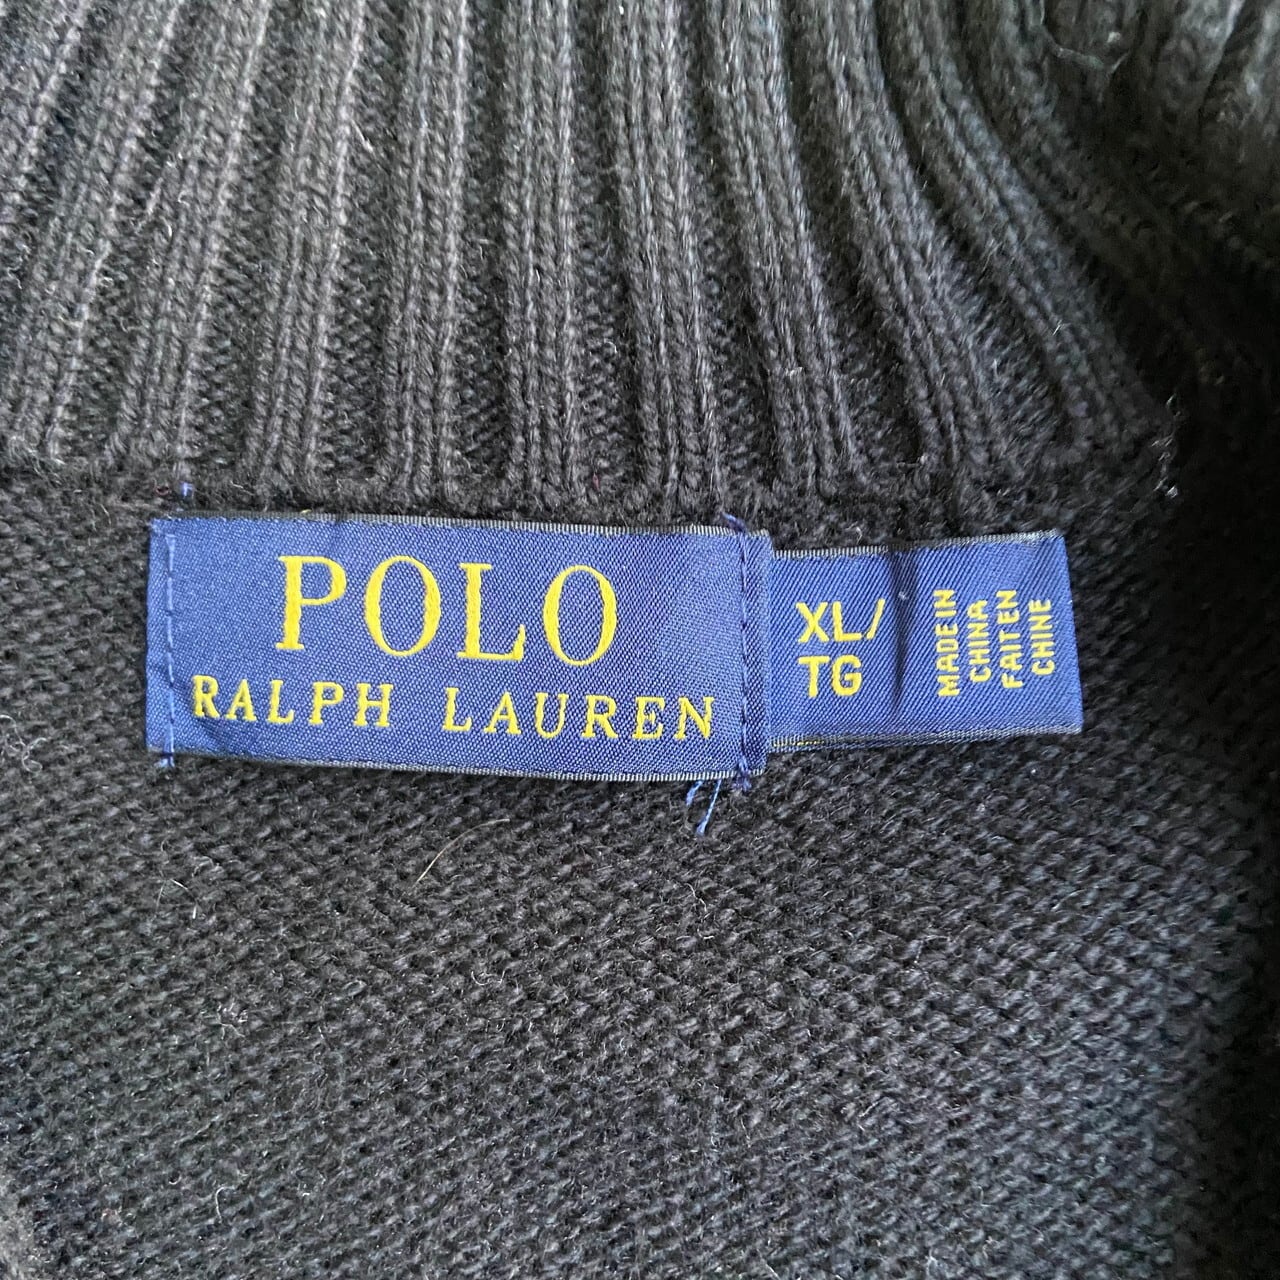 POLO
RALPH LAUREN
XL/
TG
MADE IN
CHINA
FAIT EN
CHINE